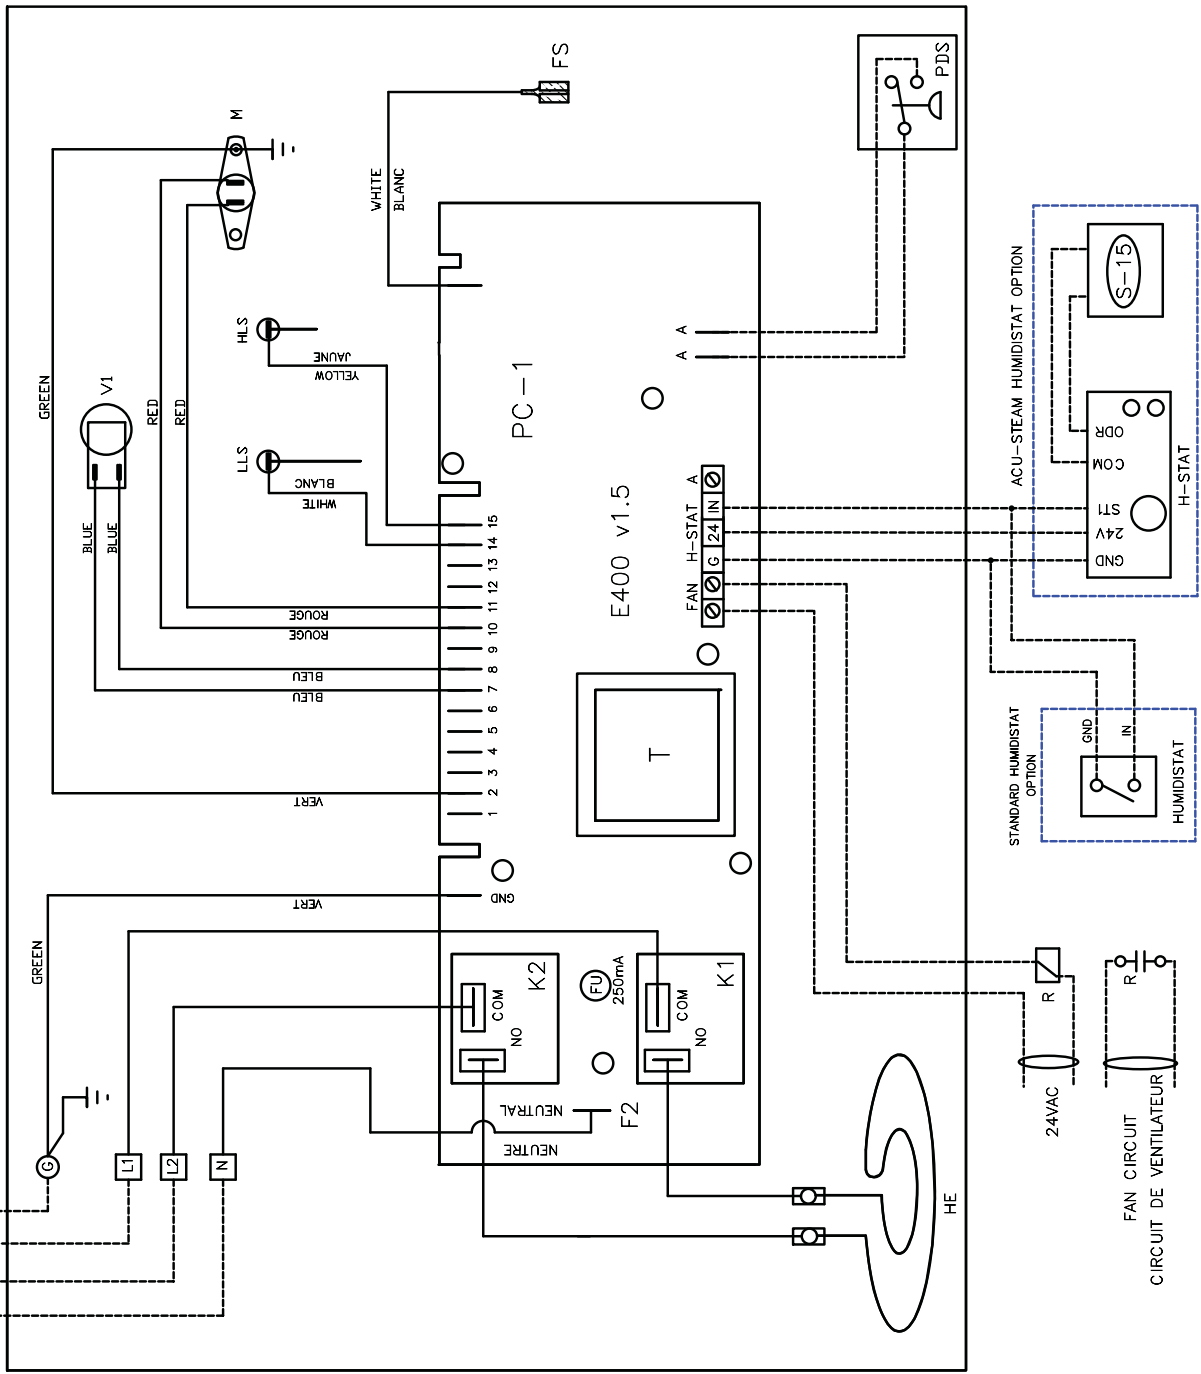 FS
PDS
M
GREEN
WHITE
BLANC
V1
RED
RED
HLS
JAUNE
YELLOW
BLUE
BLUE
LLS
BLANC
WHITE
PC-1
E400 v1.5
A
A
ROUGE
ROUGE
BLEU
BLEU
VERT
15
14
13
12
11
10
9
8
7
6
5
4
3
2
1
H-STAT
A
IN
24
G
FAN
T
ACU-STEAM HUMIDISTAT OPTION
S-15
ODR
COM
ST1
24V
GND
H-STAT
STANDARD HUMIDISTAT
OPTION
GND
IN
HUMIDISTAT
GREEN
VERT
GND
K2
COM
NO
FU
250mA
K1
COM
NO
NEUTRAL
NEUTRE
F2
G
L1
L2
N
HE
R
24VAC
R
FAN CIRCUIT
CIRCUIT DE VENTILATEUR